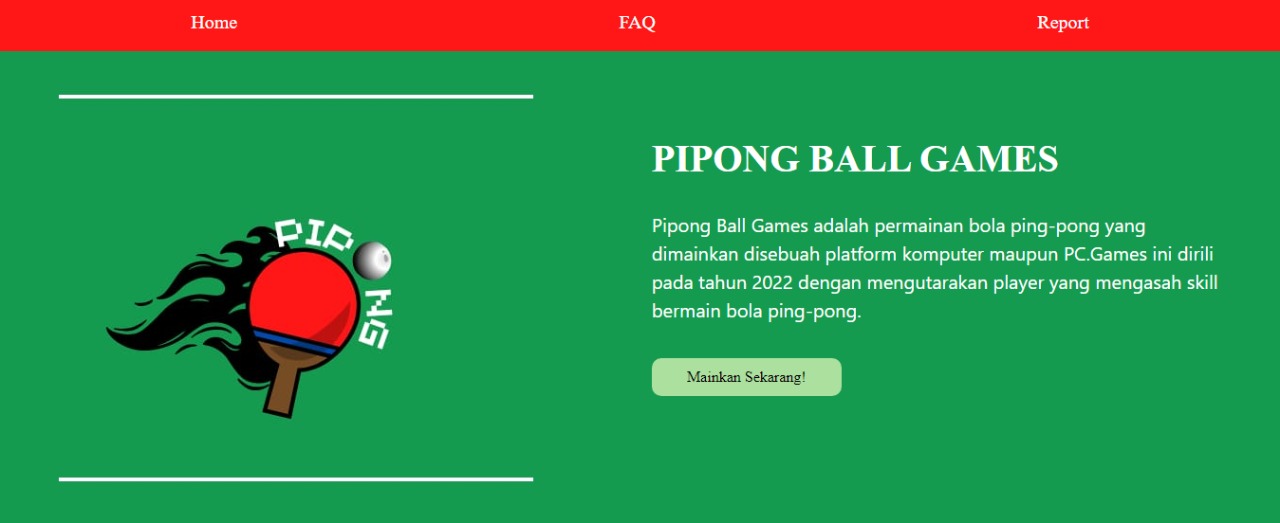 Home FAQ Report
PIPONG
PIPONG BALL GAMES
Pipong Ball Games adalah permainan bola ping-pong yang
dimainkan disebuah platform komputer maupun PC.Games ini dirili
pada tahun 2022 dengan mengutarakan player yang mengasah skill
bermain bola ping-pong.
Mainkan Sekarang!